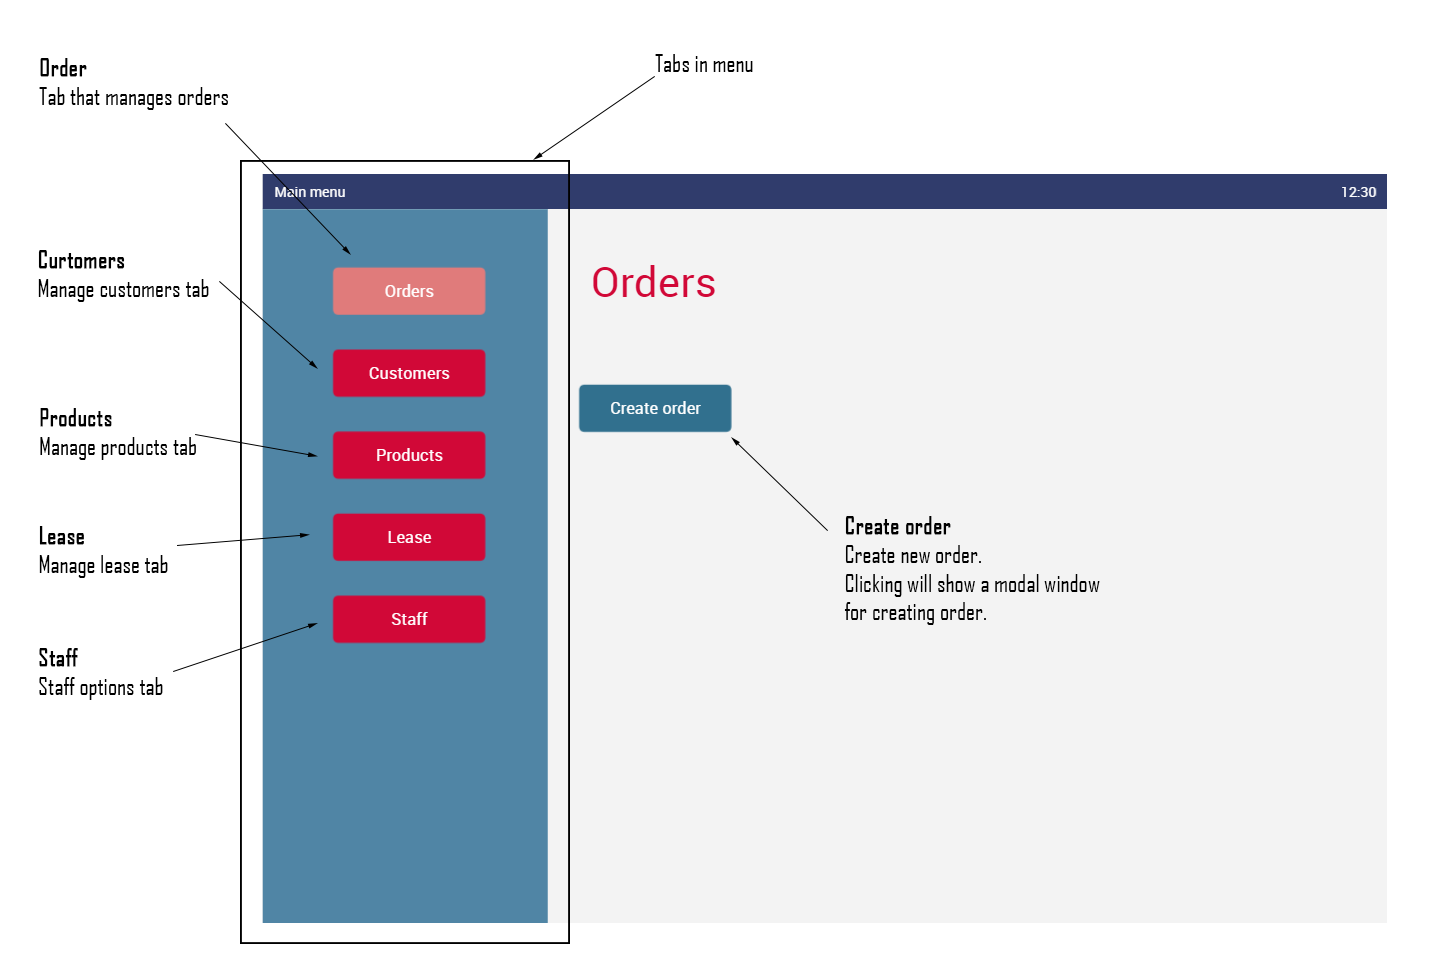 Tabs in menu
Order
Tab that manages orders
Main menu
12:30
Curtomers
Manage customers tab
Orders
Orders
Customers
Products
Manage products tab
Create order
Products
Lease
Manage lease tab
Lease
Create order
Create new order.
Clicking will show a modal window
for creating order.
Staff
Staff
Staff options tab